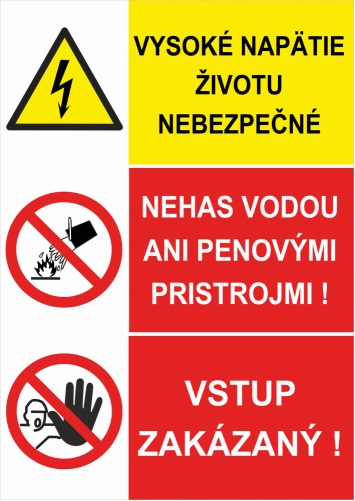 VYSOKÉ NAPÄTIE
ŽIVOTU
NEBEZPEČNÉ
NEHAS VODOU
ANI PENOVÝMI
PRISTROJMI !
VSTUP
ZAKÁZANÝ !